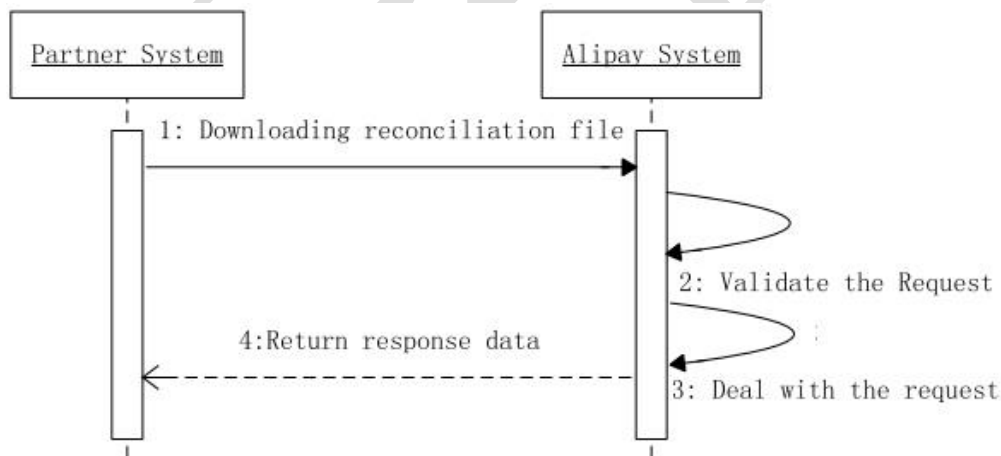 Partner System
Alipay System
1: Downloading reconciliation file
2: Validate the Request
4:Return response data
3: Deal with the request